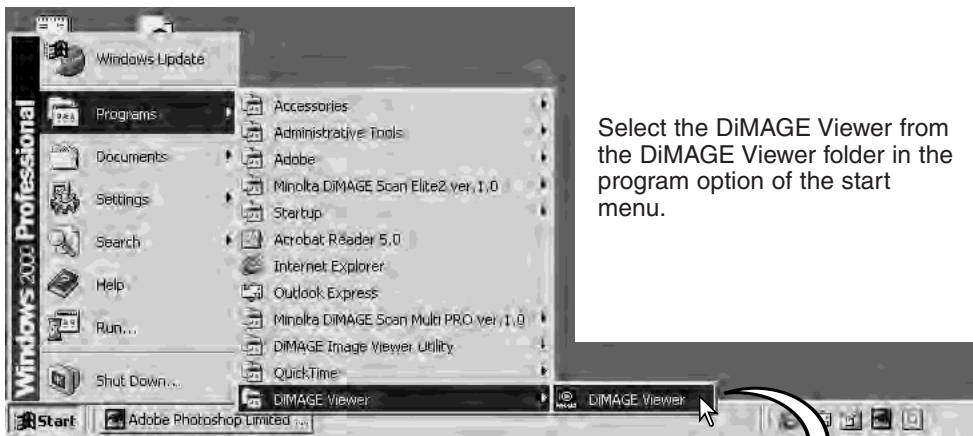 Windows Update
Programs
Documents
Settings
Search
Help
Run...
Shut Down...
Windows 2000 Professional
Accessories
Administrative Tools
Adobe
Minolta DiMAGE Scan Elite2 ver.1.0
Startup
Acrobat Reader 5.0
Internet Explorer
Outlook Express
Minolta DiMAGE Scan Multi PRO ver.1.0
DiMAGE Image Viewer Utility
QuickTime
DiMAGE Viewer
DiMAGE Viewer
Start
Adobe Photoshop Limited ...
Select the DiMAGE Viewer from
the DiMAGE Viewer folder in the
program option of the start
menu.